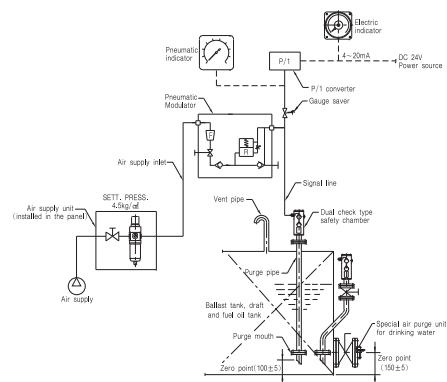 Electric
indicator
Pneumatic
indicator
P/1
4~20mA
DC 24V
Power source
P/1 converter
Pneumatic
Modulator
Gauge saver
F
R
Air supply inlet
Signal line
SETT. PRESS.
4.5kg/㎠
Air supply unit
(installed in the panel)
Vent pipe
Dual check type
safety chamber
Air supply
Purge pipe
Ballast tank, draft
and fuel oil tank
Special air purge unit
for drinking water
Purge mouth
Zero point(100±5)
Zero point
(150±5)